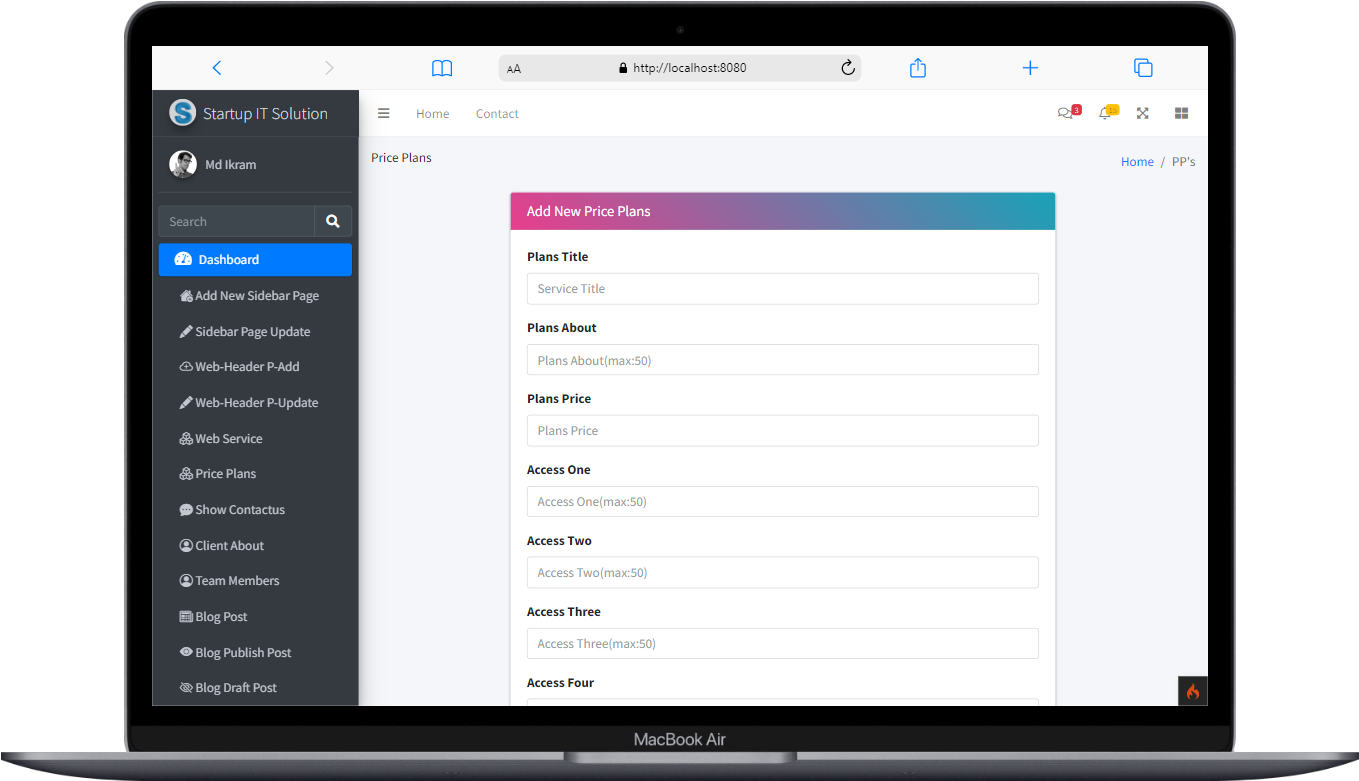 AA
http://localhost:8080
S Startup IT Solution
Home
Contact
3
Md Ikram
Price Plans
Home / PP's
Search
Dashboard
Add New Sidebar Page
Sidebar Page Update
Web-Header P-Add
Web-Header P-Update
Web Service
Price Plans
Show Contactus
Client About
Team Members
Blog Post
Blog Publish Post
Blog Draft Post
Add New Price Plans
Plans Title
Service Title
Plans About
Plans About(max:50)
Plans Price
Plans Price
Access One
Access One(max:50)
Access Two
Access Two(max:50)
Access Three
Access Three(max:50)
Access Four
MacBook Air